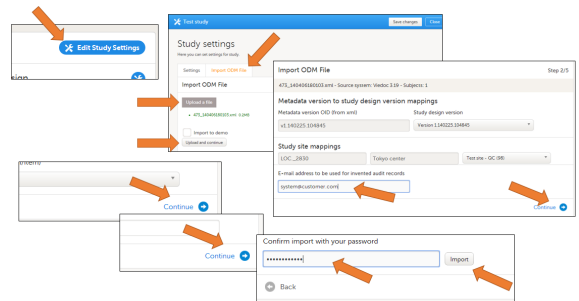 Edit Study Settings
Test study
Save changes
Close
Study settings
Here you can set settings for study.
Settings
Import ODM File
Import ODM File
Upload a file
473_140406180103.xml 0.2MB
Import to demo
Upload and continue
Import ODM File
Step 2/5
473_140406180103.xml - Source system: Viedoc 3.19 - Subjects: 1
Metadata version to study design version mappings
Metadata version OID (from xml)
Study design version
v1.140225.104845
Version 1.140225.104845
Study site mappings
LOC_2830
Tokyo center
Test site - QC (98)
E-mail address to be used for invented audit records
system@customer.com
Continue
Continue
Continue
Confirm import with your password
Import
Back